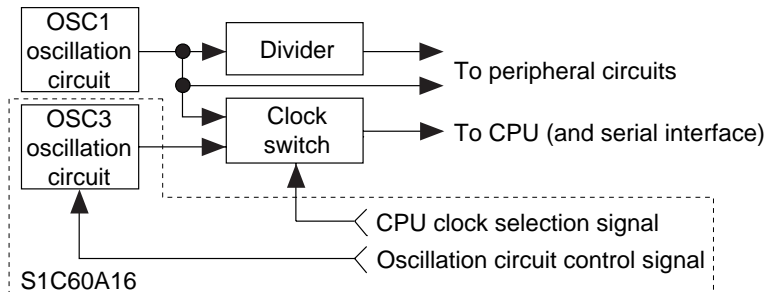 OSC1
oscillation
circuit
Divider
To peripheral circuits
OSC3
oscillation
circuit
Clock
switch
To CPU (and serial interface)
CPU clock selection signal
Oscillation circuit control signal
S1C60A16